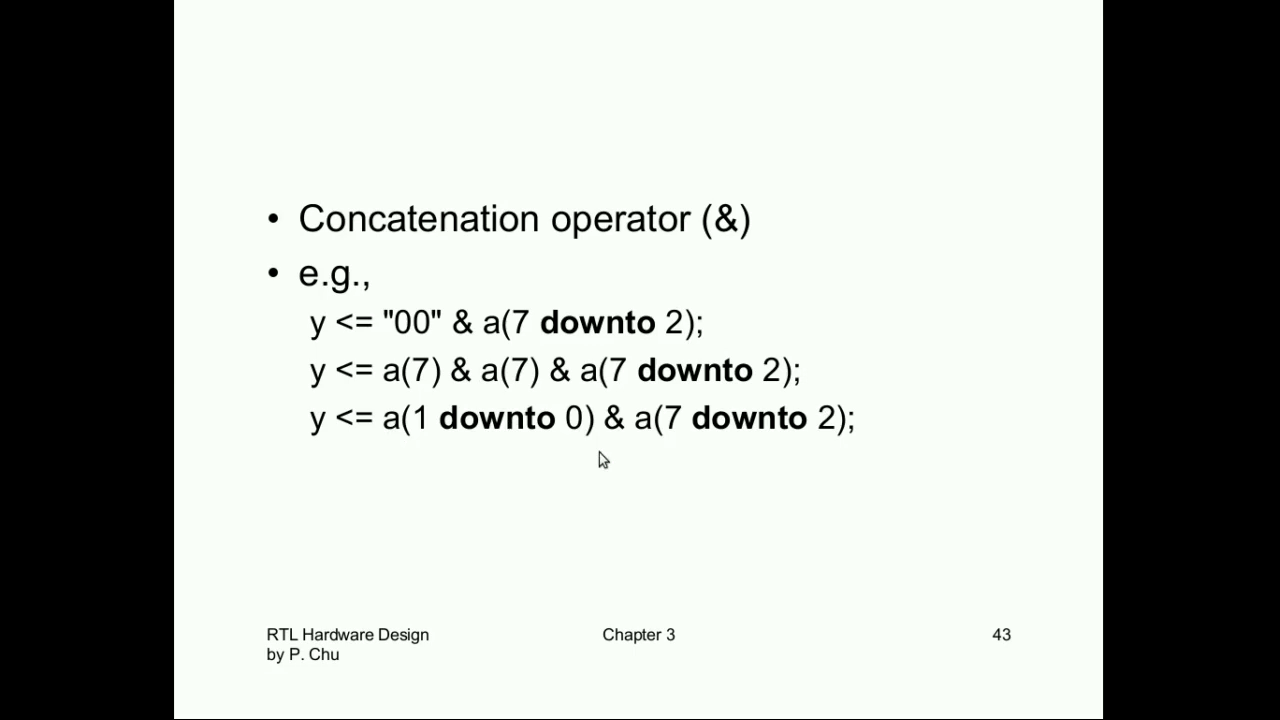 • Concatenation operator (&)
• e.g.,
y <= "00" & a(7 downto 2);
y <= a(7) & a(7) & a(7 downto 2);
y <= a(1 downto 0) & a(7 downto 2);
RTL Hardware Design
by P. Chu
Chapter 3
43